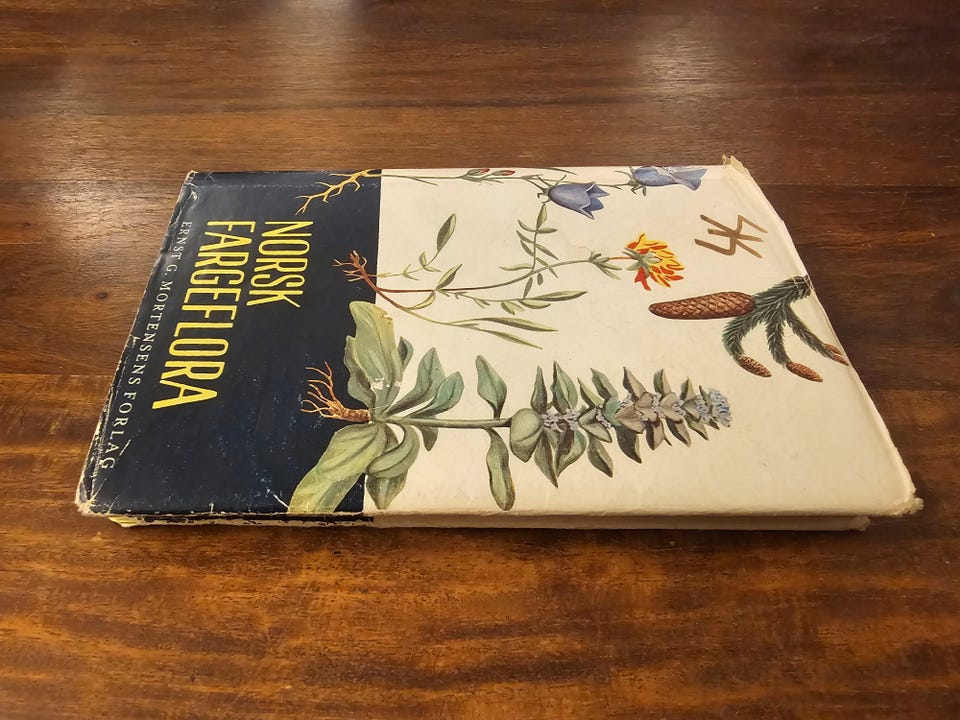 NORSK
FARGEFLORA
ERNST G. MORTENSENS FORLAG